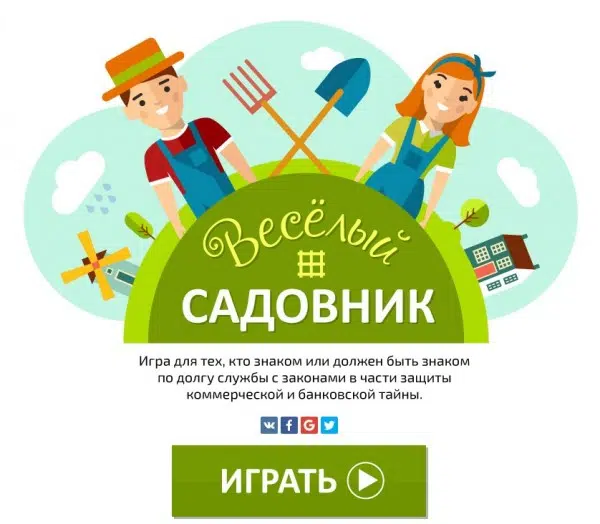 Весёлый
САДОВНИК
Игра для тех, кто знаком или должен быть знаком
по долгу службы с законами в части защиты
коммерческой и банковской тайны.
ИГРАТЬ